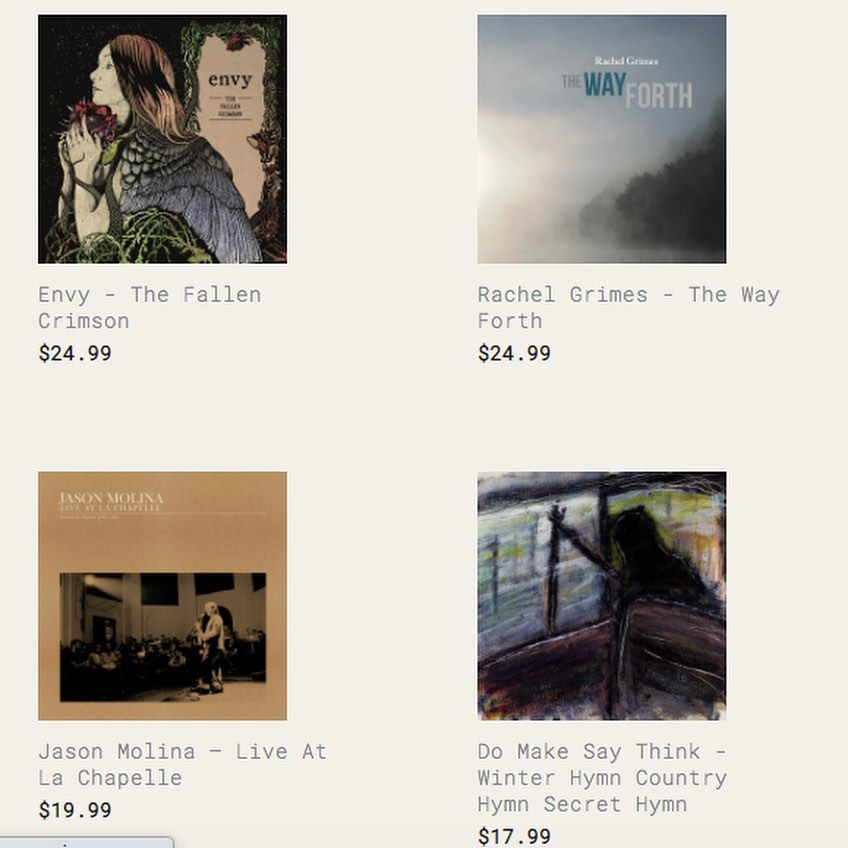 envy
THE
FALLEN
CRIMSON
Rachel Grimes
THE WAY FORTH
Envy - The Fallen
Crimson
$24.99
Rachel Grimes - The Way
Forth
$24.99
JASON MOLINA
LIVE AT LA CHAPELLE
Jason Molina – Live At
La Chapelle
$19.99
Do Make Say Think -
Winter Hymn Country
Hymn Secret Hymn
$17.99